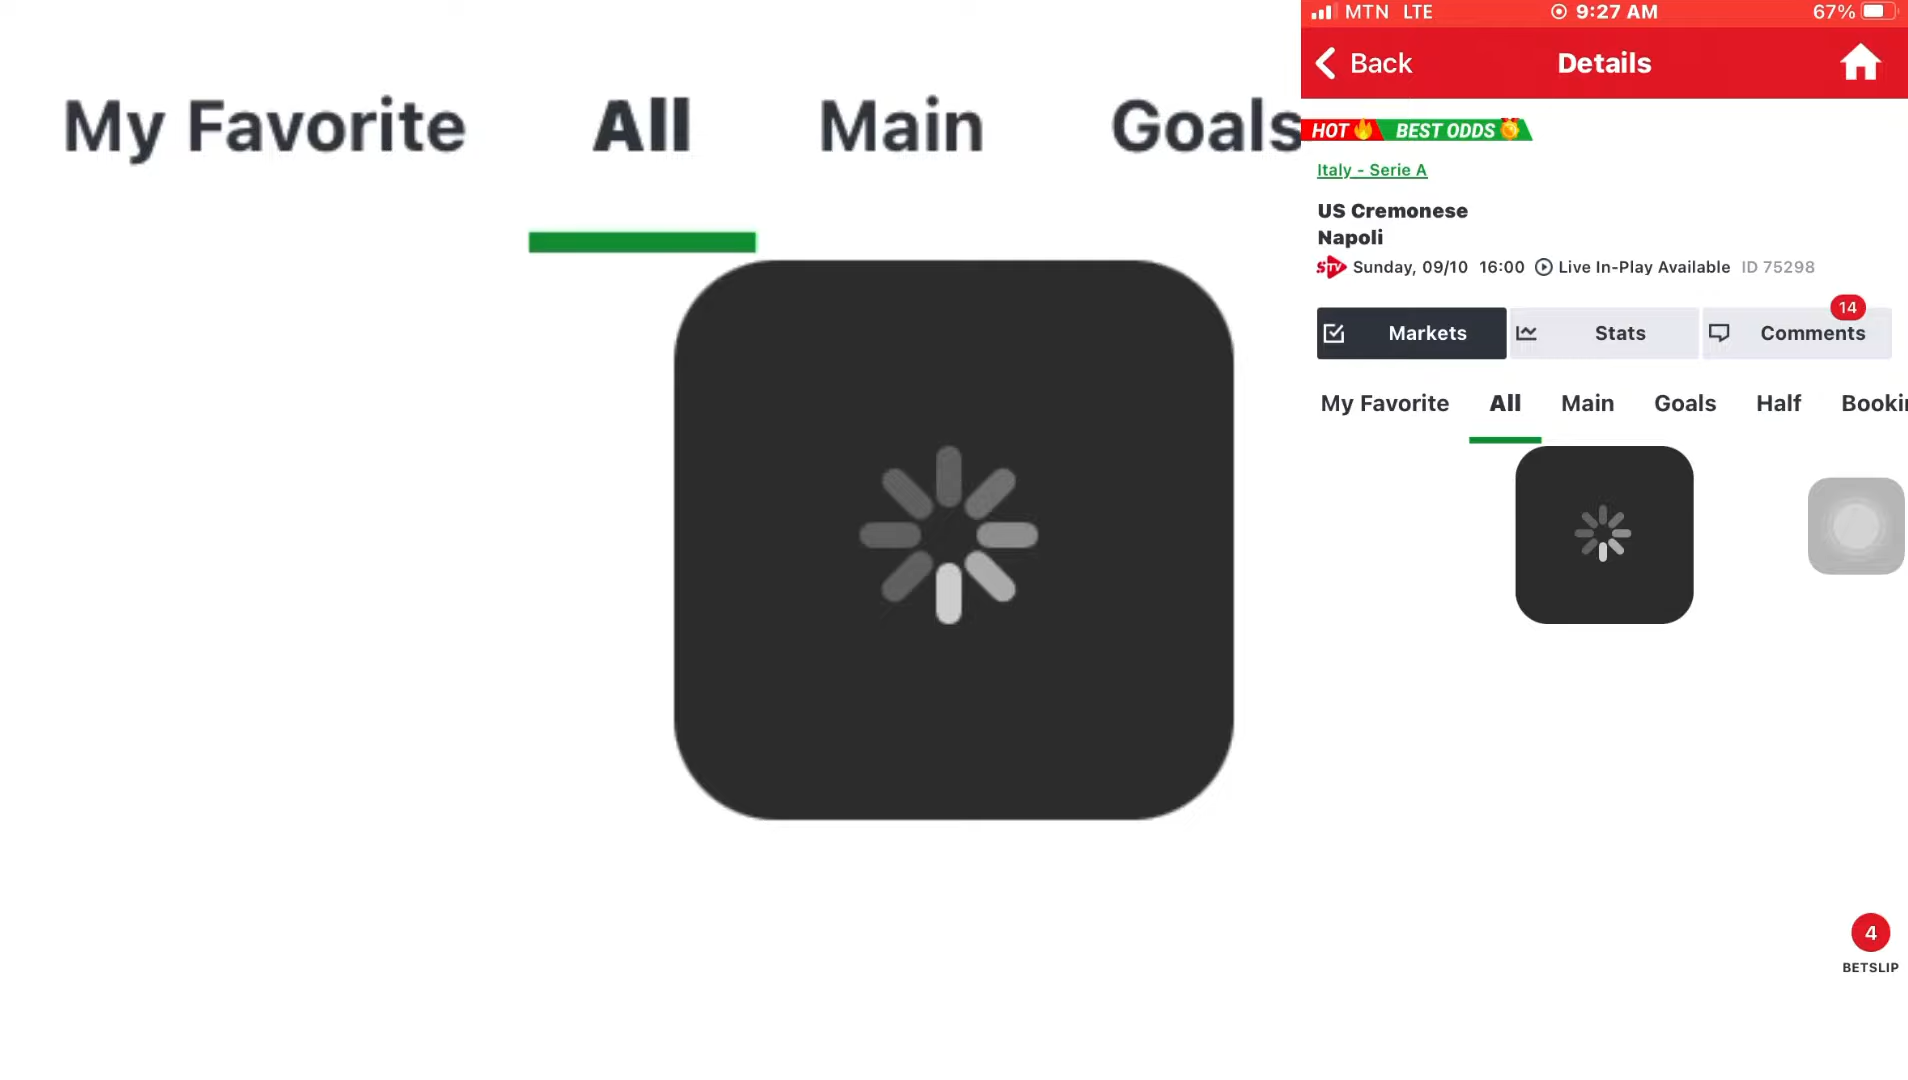 My Favorite All Main Goals
MTN LTE 9:27 AM 67%
Back Details
HOT BEST ODDS
Italy - Serie A
US Cremonese
Napoli
STV Sunday, 09/10 16:00 Live In-Play Available ID 75298
14
Markets Stats Comments
My Favorite All Main Goals Half Bookin
4
BETSLIP